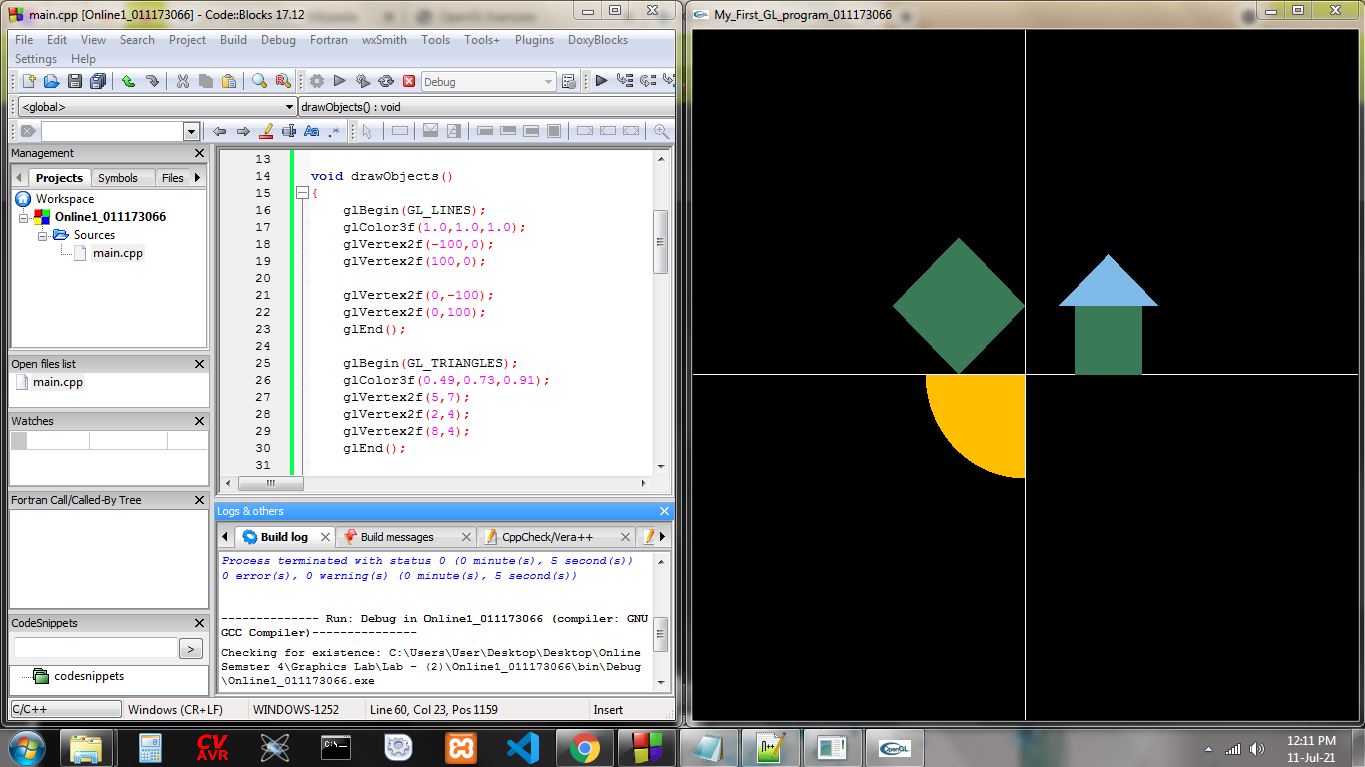 main.cpp [Online1_011173066] - Code::Blocks 17.12
File Edit View Search Project Build Debug Fortran wxSmith Tools Tools+ Plugins DoxyBlocks
Settings Help
Debug
<global>
drawObjects() : void
Management
Projects Symbols Files
Workspace
Online1_011173066
Sources
main.cpp
Open files list
main.cpp
Watches
Fortran Call/Called-By Tree
CodeSnippets
>
codesnippets
13
14 void drawObjects()
15 {
16 glBegin(GL_LINES);
17 glColor3f(1.0,1.0,1.0);
18 glVertex2f(-100,0);
19 glVertex2f(100,0);
20
21 glVertex2f(0,-100);
22 glVertex2f(0,100);
23 glEnd();
24
25 glBegin(GL_TRIANGLES);
26 glColor3f(0.49,0.73,0.91);
27 glVertex2f(5,7);
28 glVertex2f(2,4);
29 glVertex2f(8,4);
30 glEnd();
31
Logs & others
Build log Build messages CppCheck/Vera++
Process terminated with status 0 (0 minute(s), 5 second(s))
0 error(s), 0 warning(s) (0 minute(s), 5 second(s))
-------------- Run: Debug in Online1_011173066 (compiler: GNU
GCC Compiler)---------------
Checking for existence: C:\Users\User\Desktop\Desktop\Online
Semster 4\Graphics Lab\Lab - (2)\Online1_011173066\bin\Debug
\Online1_011173066.exe
C/C++ Windows (CR+LF) WINDOWS-1252 Line 60, Col 23, Pos 1159 Insert
My_First_GL_program_011173066
CV
AVR
OpenGL
12:11 PM
11-Jul-21